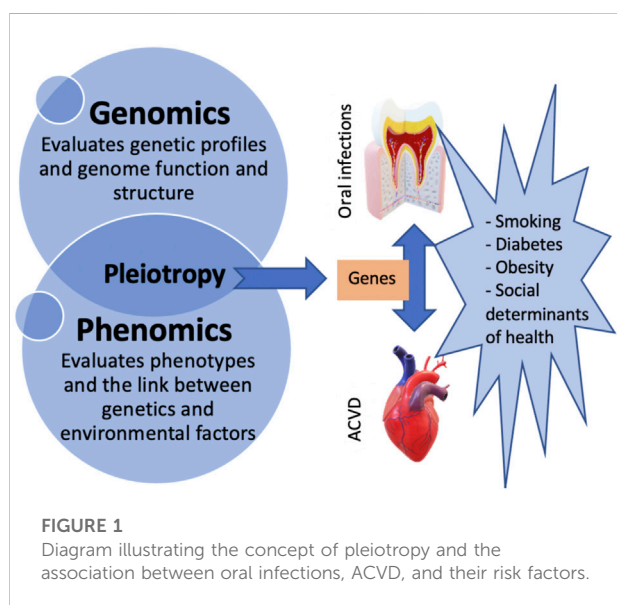 Genomics
Evaluates genetic profiles
and genome function and
structure
Pleiotropy
Phenomics
Evaluates phenotypes
and the link between
genetics and
environmental factors
Oral infections
Genes
ACVD
- Smoking
- Diabetes
- Obesity
- Social
determinants
of health
FIGURE 1
Diagram illustrating the concept of pleiotropy and the
association between oral infections, ACVD, and their risk factors.